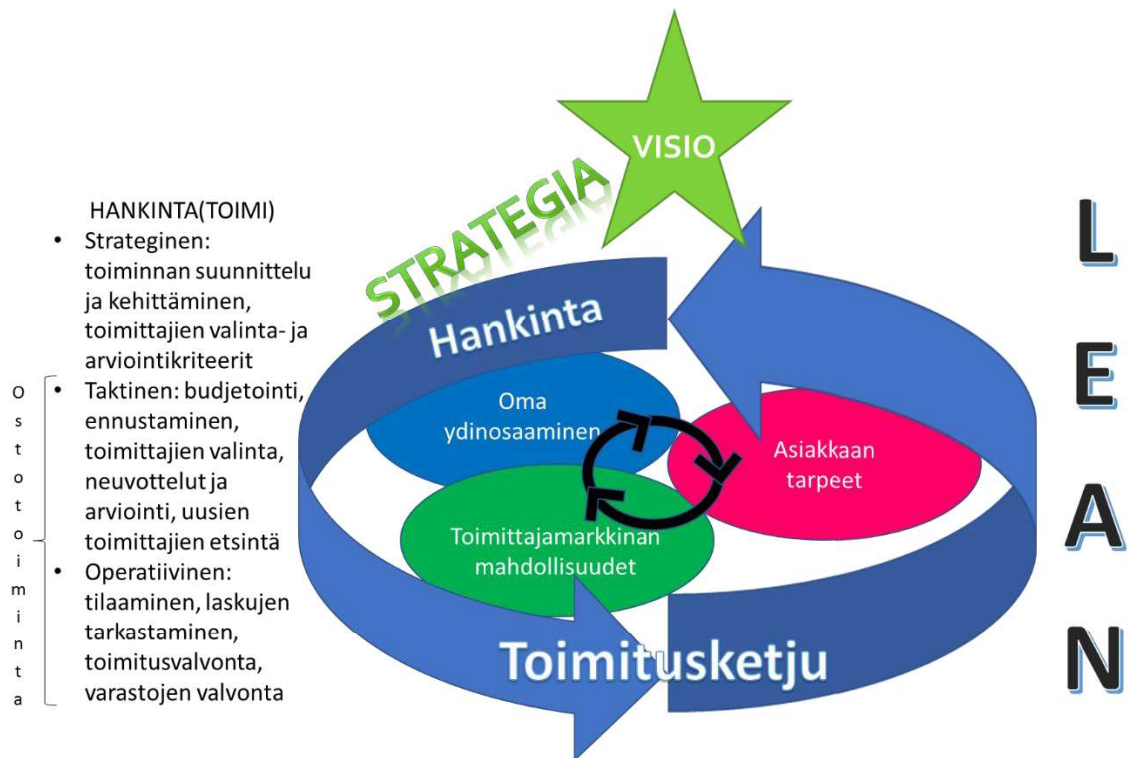 VISIO
STRATEGIA
HANKINTA(TOIMI)
• Strateginen:
toiminnan suunnittelu
ja kehittäminen,
toimittajien valinta- ja
arviointikriteerit
• Taktinen: budjetointi,
ennustaminen,
toimittajien valinta,
neuvottelut ja
arviointi, uusien
toimittajien etsintä
• Operatiivinen:
tilaaminen, laskujen
tarkastaminen,
toimitusvalvonta,
varastojen valvonta
Ostotoiminta
Hankinta
Oma
ydinosaaminen
Asiakkaan
tarpeet
Toimittajamarkkinan
mahdollisuudet
Toimitusketju
LEAN